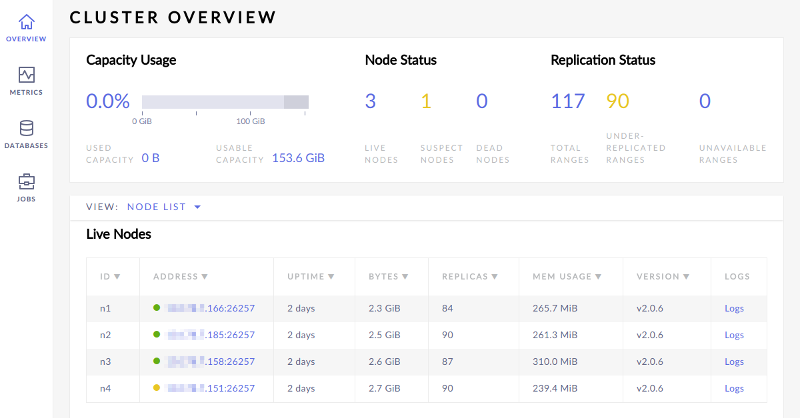 CLUSTER OVERVIEW
OVERVIEW
METRICS
DATABASES
JOBS
Capacity Usage
0.0%
0 GiB
100 GiB
USED CAPACITY
0 B
USABLE CAPACITY
153.6 GiB
Node Status
3
1
0
LIVE NODES
SUSPECT NODES
DEAD NODES
Replication Status
117
90
0
TOTAL RANGES
UNDER-REPLICATED RANGES
UNAVAILABLE RANGES
VIEW: NODE LIST
Live Nodes
ID ADDRESS UPTIME BYTES REPLICAS MEM USAGE VERSION LOGS
n1 .166:26257 2 days 2.3 GiB 84 265.7 MiB v2.0.6 Logs
n2 .185:26257 2 days 2.5 GiB 90 261.3 MiB v2.0.6 Logs
n3 .158:26257 2 days 2.6 GiB 87 310.0 MiB v2.0.6 Logs
n4 .151:26257 2 days 2.7 GiB 90 239.4 MiB v2.0.6 Logs